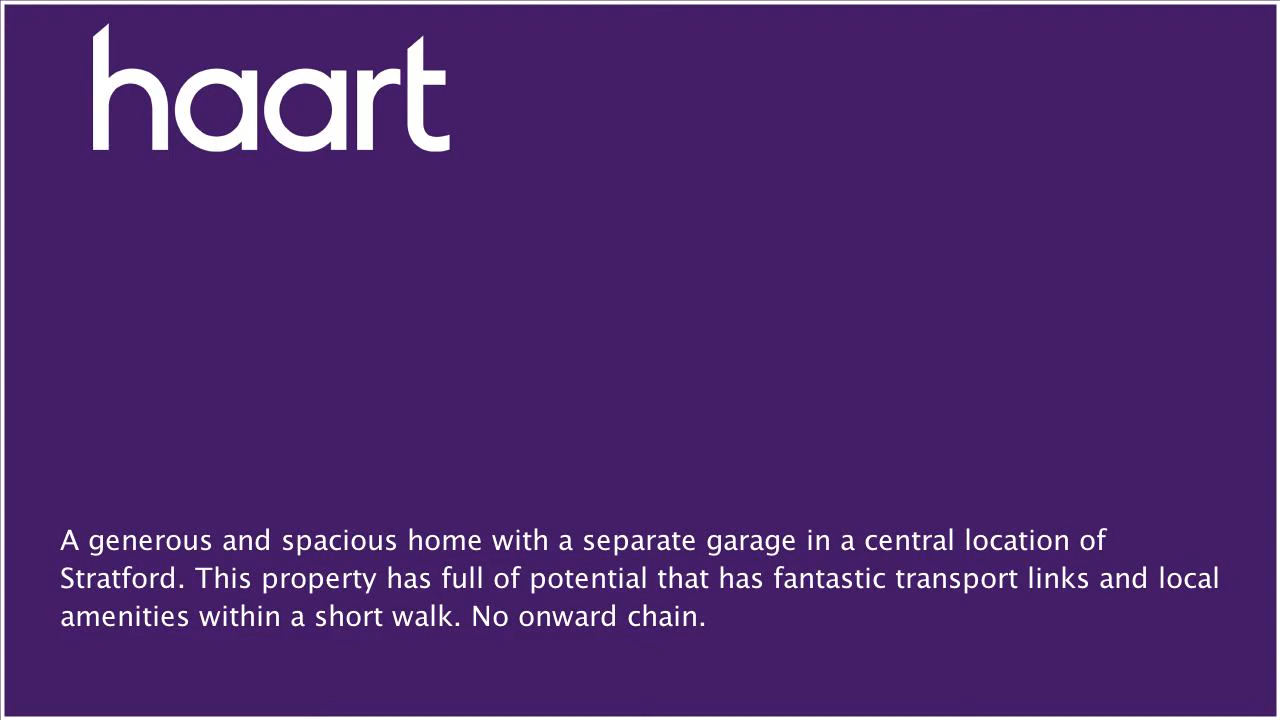 haart
A generous and spacious home with a separate garage in a central location of
Stratford. This property has full of potential that has fantastic transport links and local
amenities within a short walk. No onward chain.